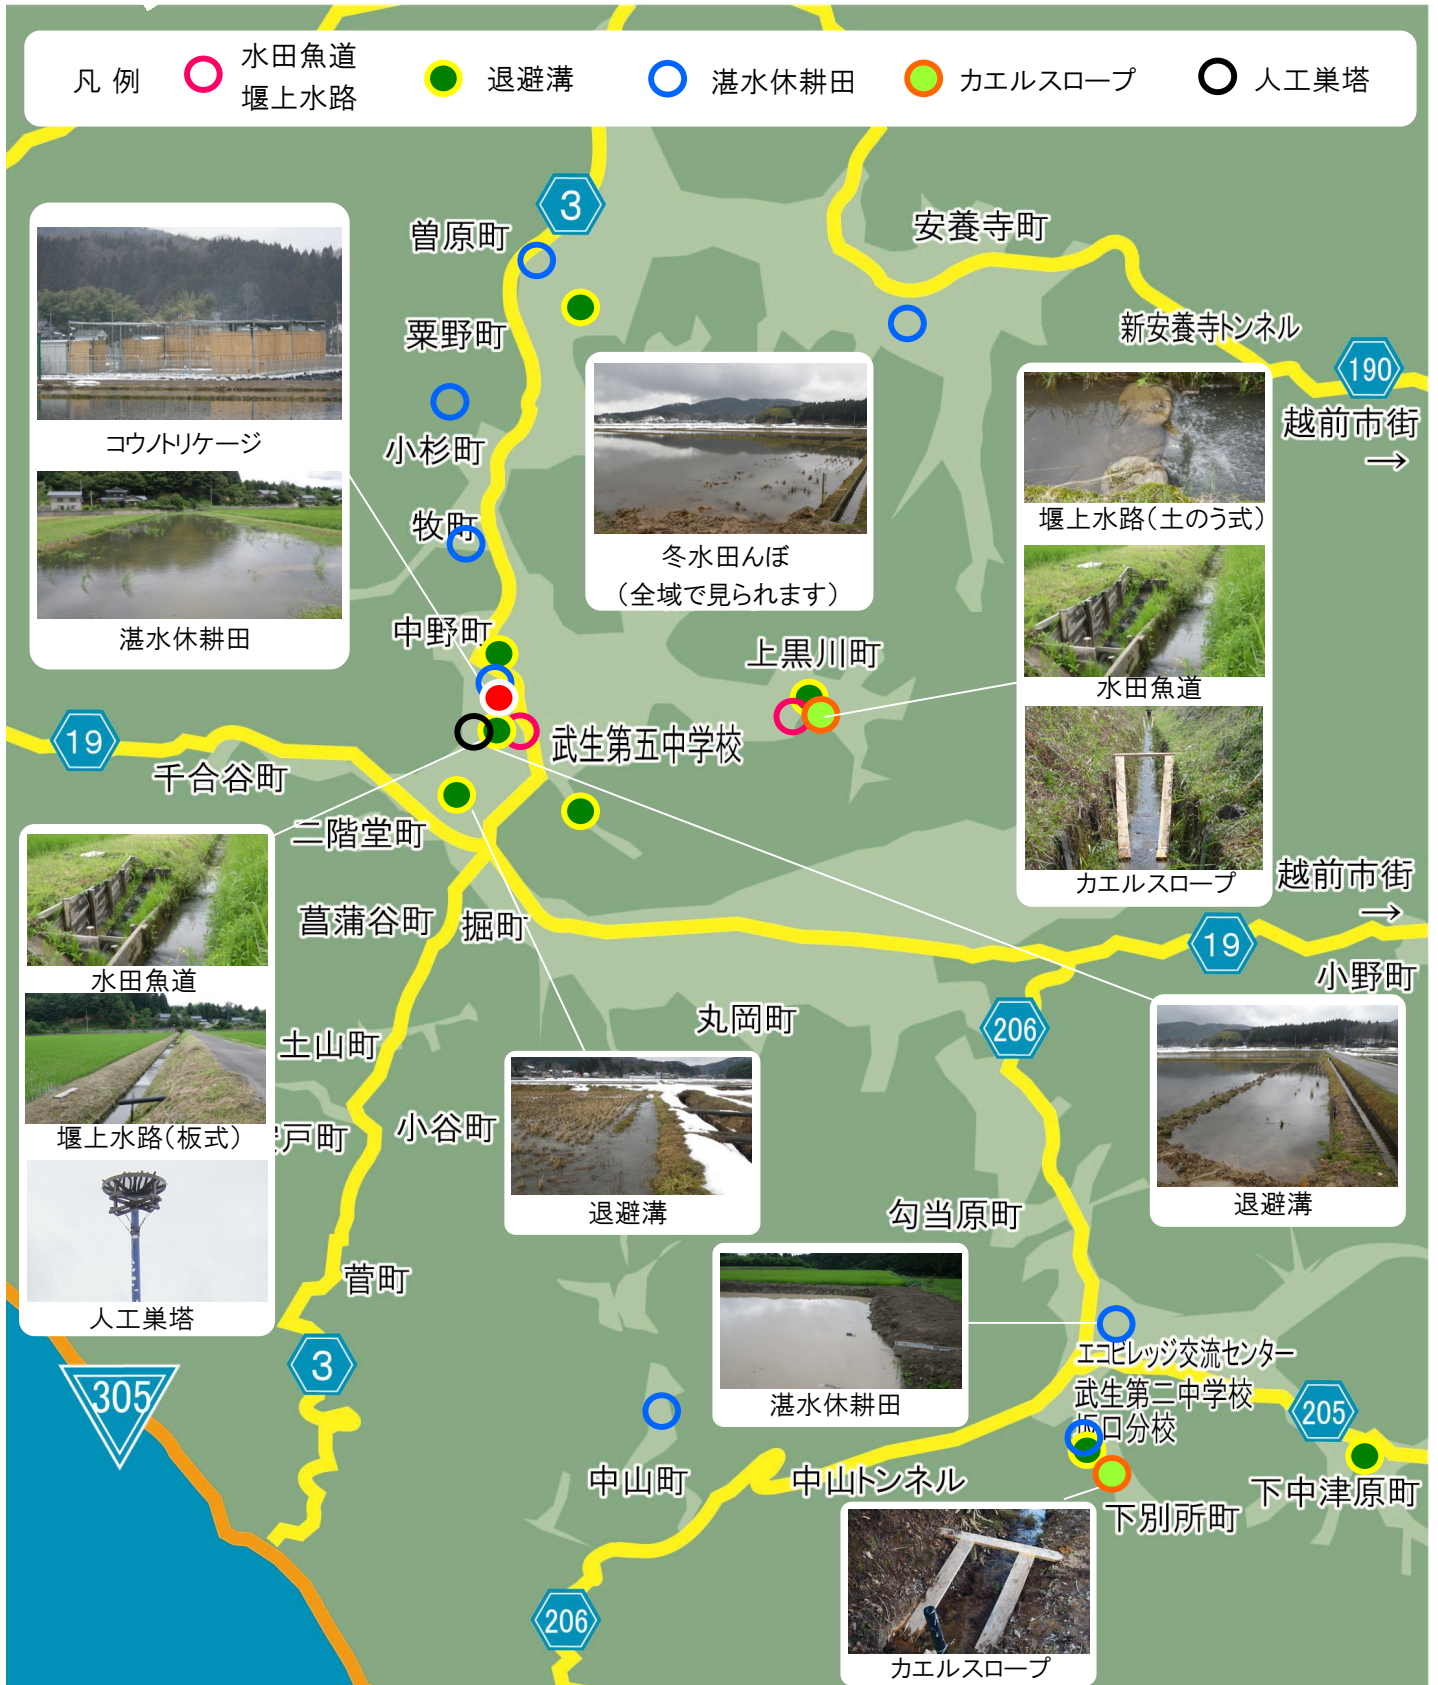 凡 例
水田魚道
堰上水路
退避溝
湛水休耕田
カエルスロープ
人工巣塔
3
曽原町
安養寺町
粟野町
新安養寺トンネル
190
越前市街
→
コウノトリケージ
小杉町
堰上水路(土のう式)
牧町
冬水田んぼ
(全域で見られます)
湛水休耕田
中野町
上黒川町
水田魚道
19
武生第五中学校
千合谷町
二階堂町
カエルスロープ
越前市街
→
菖蒲谷町
掘町
19
水田魚道
小野町
丸岡町
206
土山町
堰上水路(板式)
戸町
小谷町
退避溝
退避溝
勾当原町
菅町
人工巣塔
エコビレッジ交流センター
3
305
武生第二中学校
湛水休耕田
口分校
205
中山町
中山トンネル
下中津原町
下別所町
206
カエルスロープ